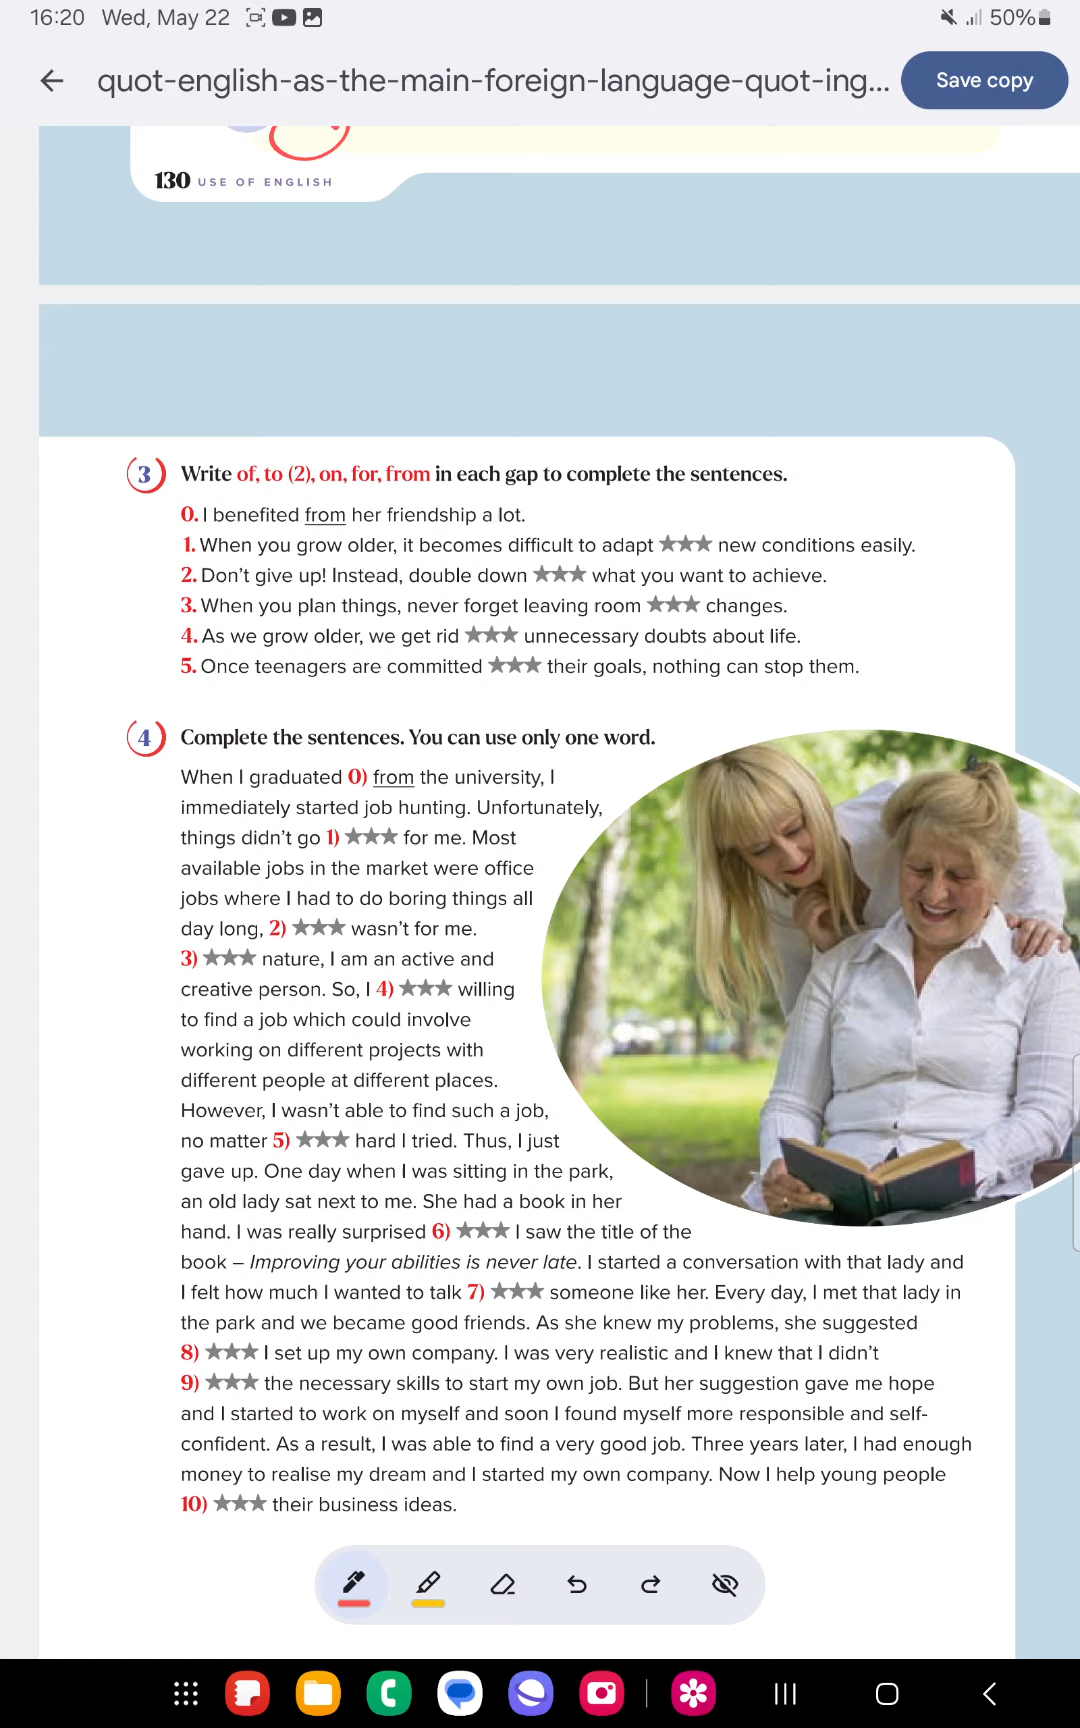 16:20 Wed, May 22
50%
quot-english-as-the-main-foreign-language-quot-ing...
Save copy
130 USE OF ENGLISH
3 Write of, to (2), on, for, from in each gap to complete the sentences.
0. I benefited from her friendship a lot.
1. When you grow older, it becomes difficult to adapt ★★★ new conditions easily.
2. Don't give up! Instead, double down ★★★ what you want to achieve.
3. When you plan things, never forget leaving room ★★★ changes.
4. As we grow older, we get rid ★★★ unnecessary doubts about life.
5. Once teenagers are committed ★★★ their goals, nothing can stop them.
4 Complete the sentences. You can use only one word.
When I graduated 0) from the university, I
immediately started job hunting. Unfortunately,
things didn't go 1) ★★★ for me. Most
available jobs in the market were office
jobs where I had to do boring things all
day long, 2) ★★★ wasn't for me.
3) ★★★ nature, I am an active and
creative person. So, I 4) ★★★ willing
to find a job which could involve
working on different projects with
different people at different places.
However, I wasn't able to find such a job,
no matter 5) ★★★ hard I tried. Thus, I just
gave up. One day when I was sitting in the park,
an old lady sat next to me. She had a book in her
hand. I was really surprised 6) ★★★ I saw the title of the
book – Improving your abilities is never late. I started a conversation with that lady and
I felt how much I wanted to talk 7) ★★★ someone like her. Every day, I met that lady in
the park and we became good friends. As she knew my problems, she suggested
8) ★★★ I set up my own company. I was very realistic and I knew that I didn't
9) ★★★ the necessary skills to start my own job. But her suggestion gave me hope
and I started to work on myself and soon I found myself more responsible and self-
confident. As a result, I was able to find a very good job. Three years later, I had enough
money to realise my dream and I started my own company. Now I help young people
10) ★★★ their business ideas.